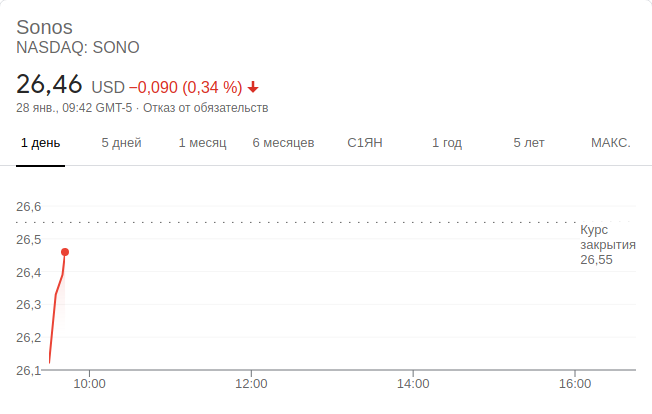 Sonos
NASDAQ: SONO
26,46 USD −0,090 (0,34 %)
28 янв., 09:42 GMT-5 · Отказ от обязательств
1 день 5 дней 1 месяц 6 месяцев С1ЯН 1 год 5 лет МАКС.
26,6
26,5
26,4
26,3
26,2
26,1
Курс
закрытия
26,55
10:00 12:00 14:00 16:00